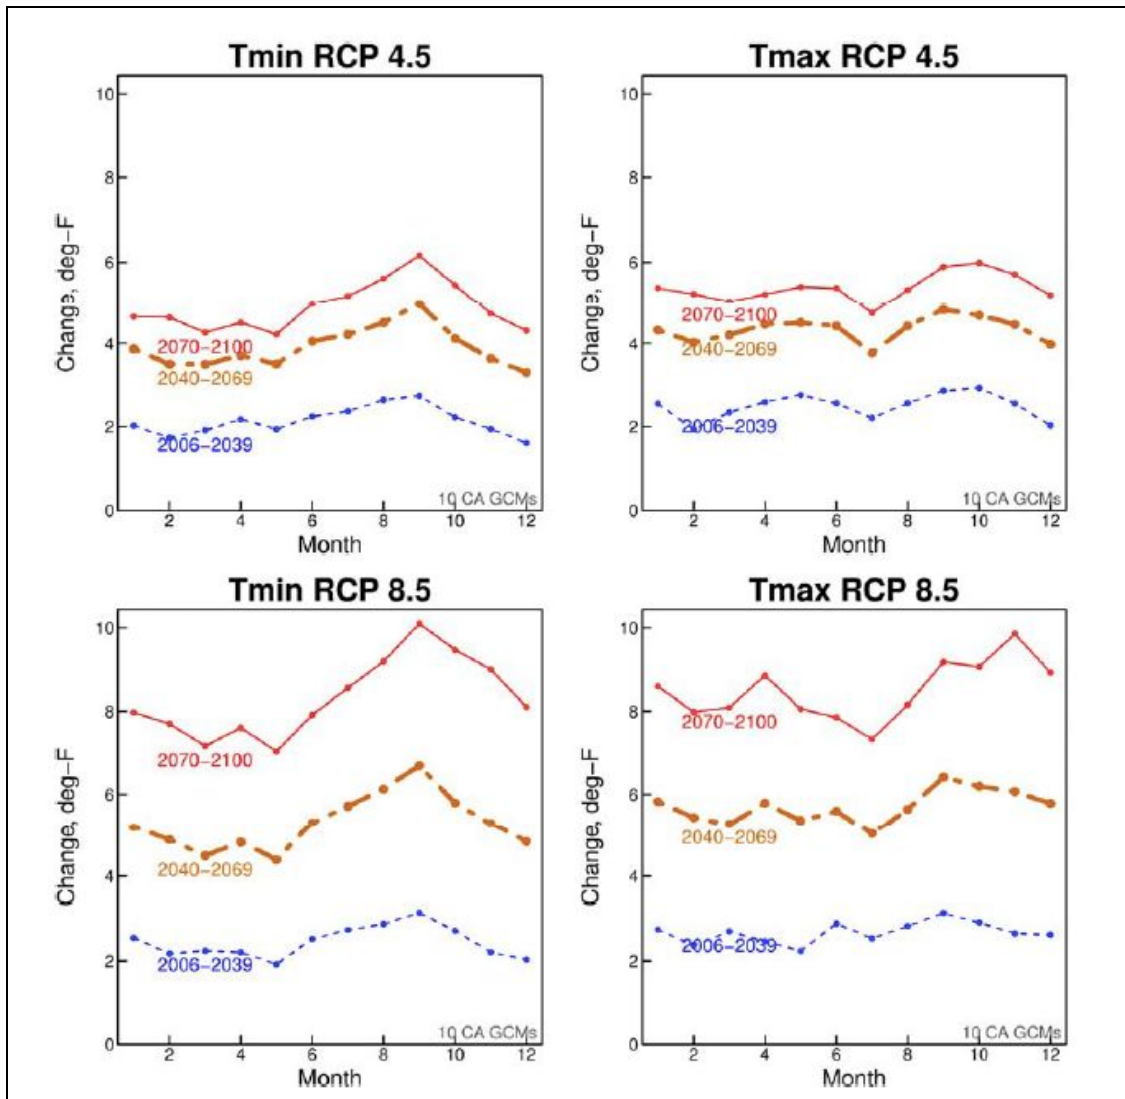 Tmin RCP 4.5
10
8
6
4
2
0
Change, deg-F
2070-2100
2040-2069
2006-2039
10 CA GCMs
2 4 6 8 10 12
Month
Tmax RCP 4.5
10
8
6
4
2
0
Change, deg-F
2070-2100
2040-2069
2006-2039
10 CA GCMs
2 4 6 8 10 12
Month
Tmin RCP 8.5
10
8
6
4
2
0
Change, deg-F
2070-2100
2040-2069
2006-2039
10 CA GCMs
2 4 6 8 10 12
Month
Tmax RCP 8.5
10
8
6
4
2
0
Change, deg-F
2070-2100
2040-2069
2006-2039
10 CA GCMs
2 4 6 8 10 12
Month